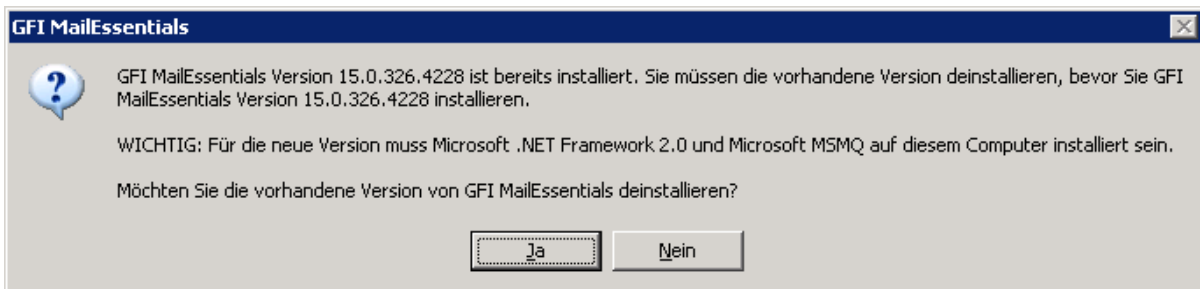 GFI MailEssentials
GFI MailEssentials Version 15.0.326.4228 ist bereits installiert. Sie müssen die vorhandene Version deinstallieren, bevor Sie GFI
MailEssentials Version 15.0.326.4228 installieren.
WICHTIG: Für die neue Version muss Microsoft .NET Framework 2.0 und Microsoft MSMQ auf diesem Computer installiert sein.
Möchten Sie die vorhandene Version von GFI MailEssentials deinstallieren?
Ja Nein